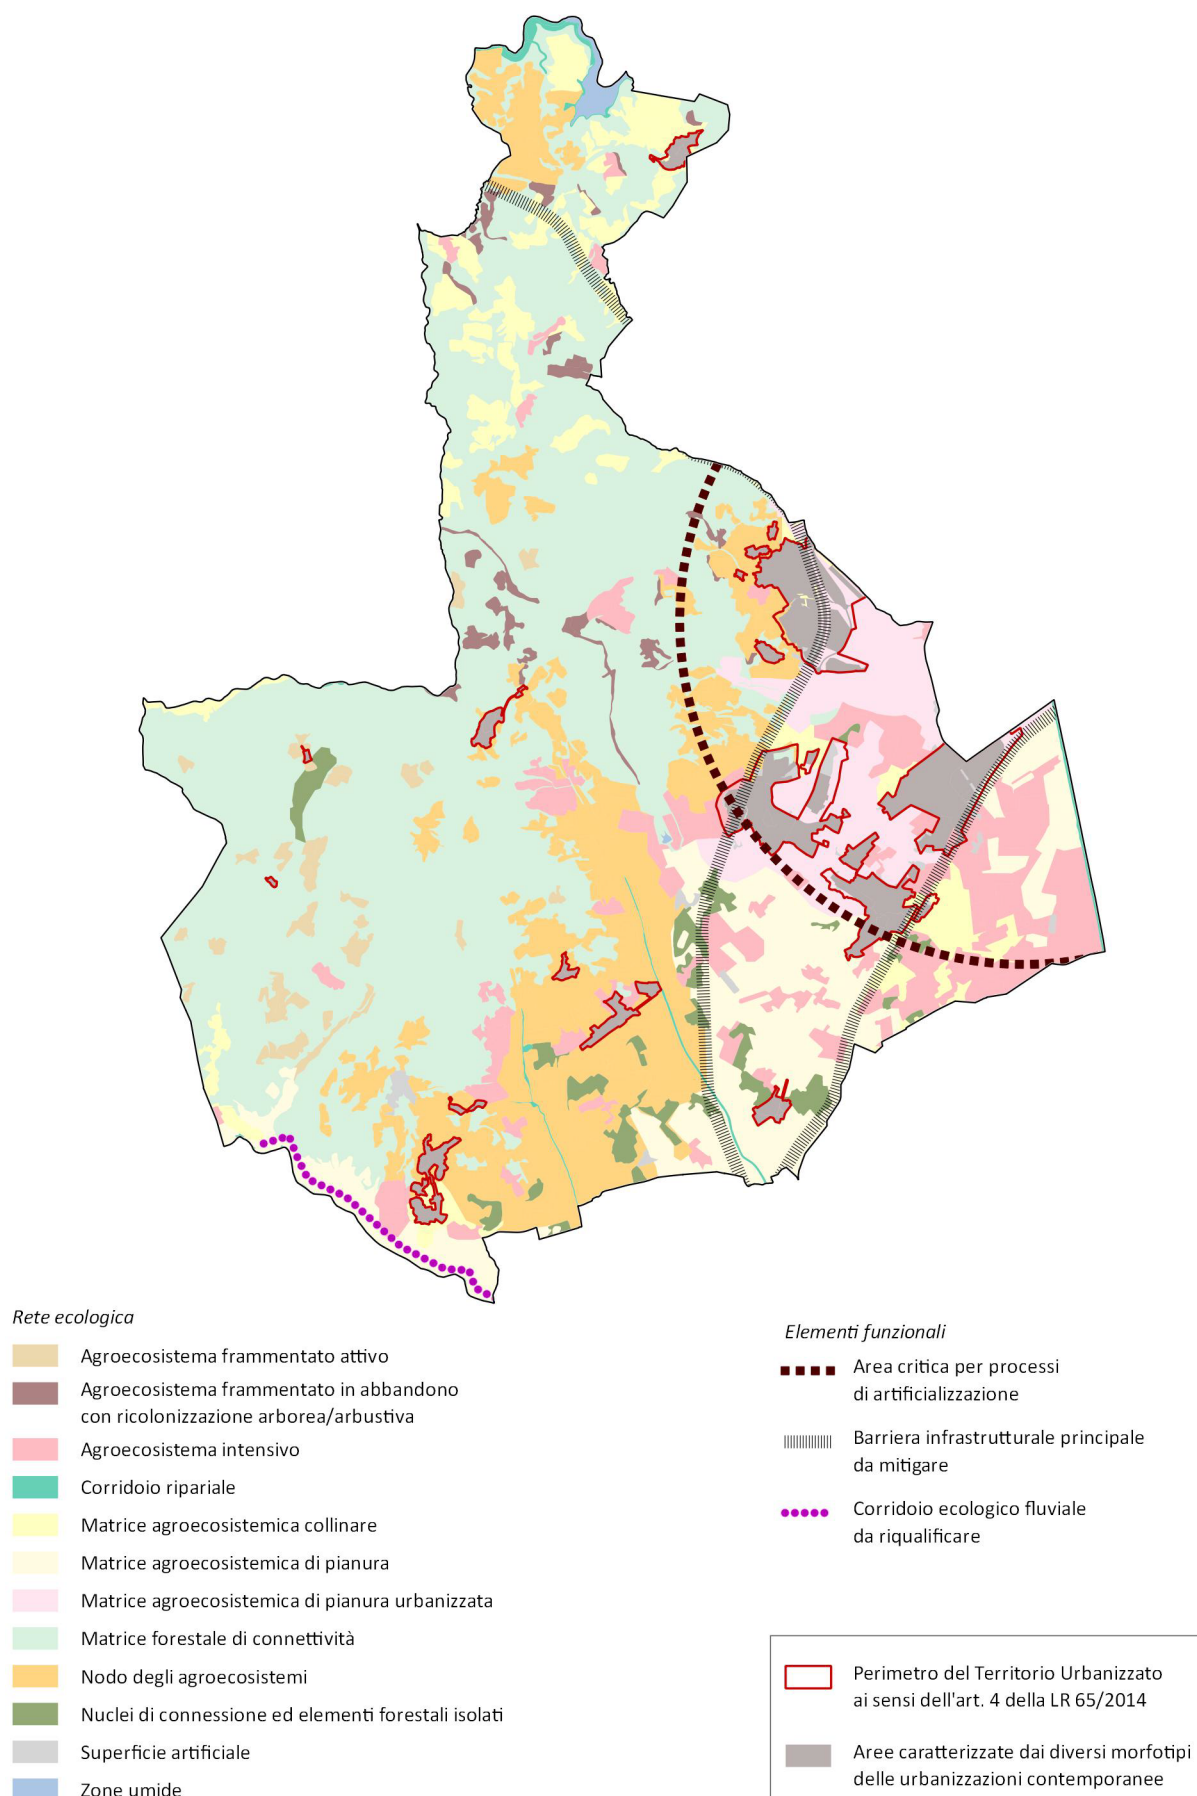 Rete ecologica
Agroecosistema frammentato attivo
Agroecosistema frammentato in abbandono
con ricolonizzazione arborea/arbustiva
Agroecosistema intensivo
Corridoio ripariale
Matrice agroecosistemica collinare
Matrice agroecosistemica di pianura
Matrice agroecosistemica di pianura urbanizzata
Matrice forestale di connettività
Nodo degli agroecosistemi
Nuclei di connessione ed elementi forestali isolati
Superficie artificiale
Zone umide
Elementi funzionali
Area critica per processi
di artificializzazione
Barriera infrastrutturale principale
da mitigare
Corridoio ecologico fluviale
da riqualificare
Perimetro del Territorio Urbanizzato
ai sensi dell'art. 4 della LR 65/2014
Aree caratterizzate dai diversi morfotipi
delle urbanizzazioni contemporanee